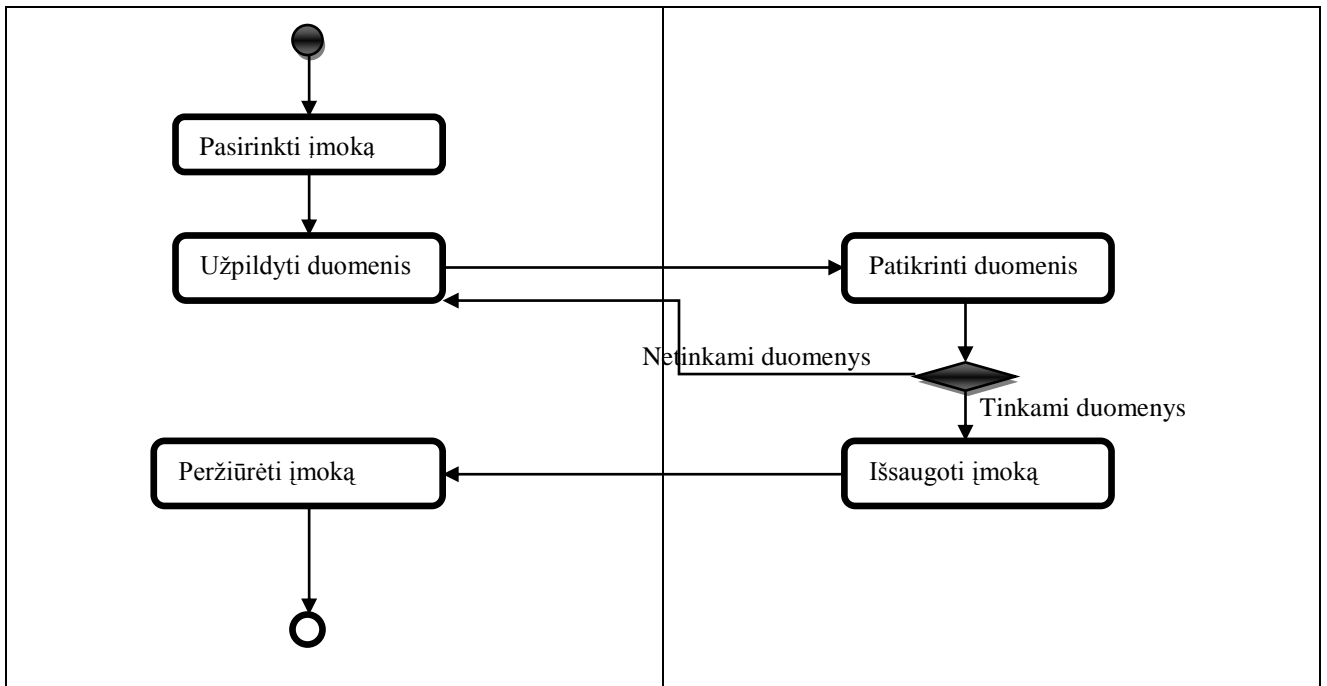 Pasirinkti įmoką
Užpildyti duomenis
Patikrinti duomenis
Netinkami duomenys
Tinkami duomenys
Peržiūrėti įmoką
Išsaugoti įmoką